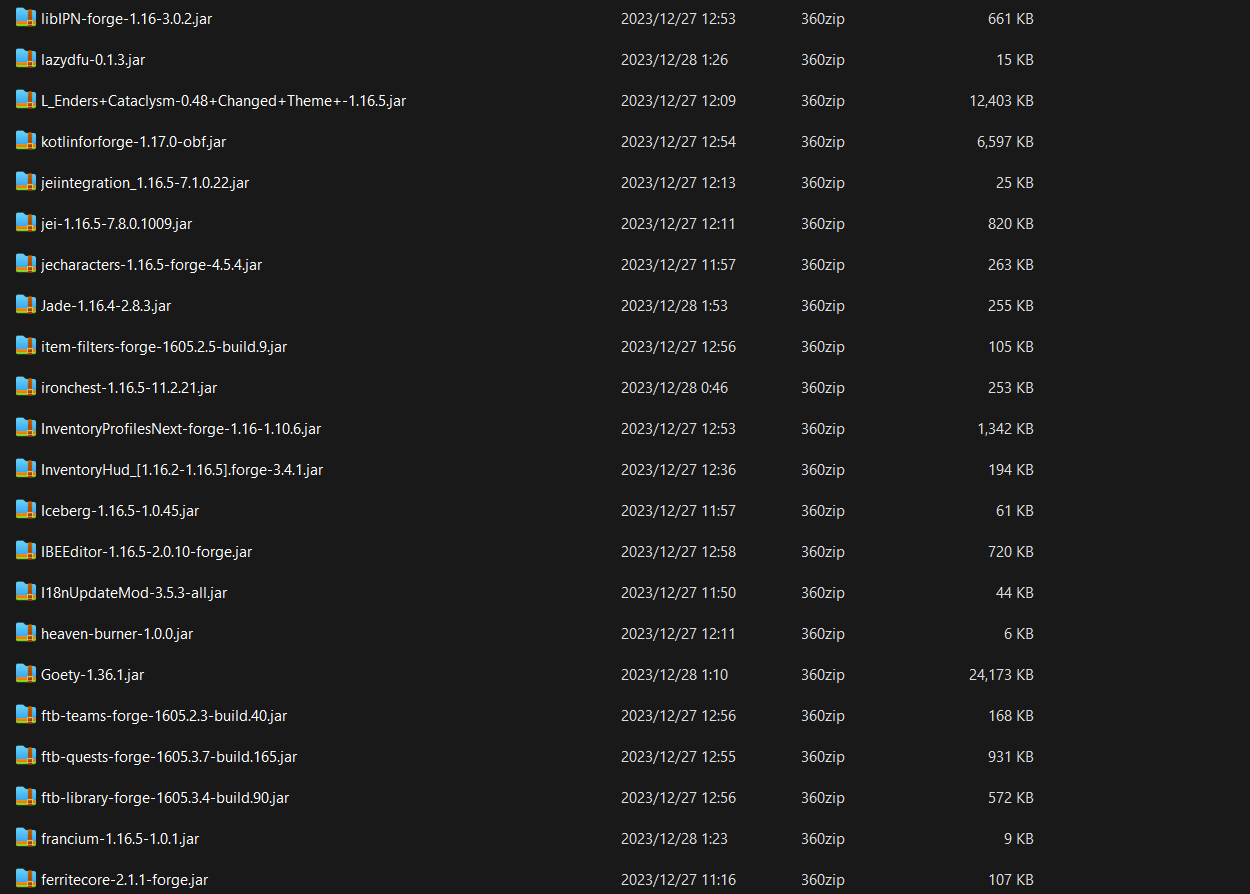 libIPN-forge-1.16-3.0.2.jar 2023/12/27 12:53 360zip 661 KB
lazydfu-0.1.3.jar 2023/12/28 1:26 360zip 15 KB
L_Enders+Cataclysm-0.48+Changed+Theme+-1.16.5.jar 2023/12/27 12:09 360zip 12,403 KB
kotlinforforge-1.17.0-obf.jar 2023/12/27 12:54 360zip 6,597 KB
jeiintegration_1.16.5-7.1.0.22.jar 2023/12/27 12:13 360zip 25 KB
jei-1.16.5-7.8.0.1009.jar 2023/12/27 12:11 360zip 820 KB
jecharacters-1.16.5-forge-4.5.4.jar 2023/12/27 11:57 360zip 263 KB
Jade-1.16.4-2.8.3.jar 2023/12/28 1:53 360zip 255 KB
item-filters-forge-1605.2.5-build.9.jar 2023/12/27 12:56 360zip 105 KB
ironchest-1.16.5-11.2.21.jar 2023/12/28 0:46 360zip 253 KB
InventoryProfilesNext-forge-1.16-1.10.6.jar 2023/12/27 12:53 360zip 1,342 KB
InventoryHud_[1.16.2-1.16.5].forge-3.4.1.jar 2023/12/27 12:36 360zip 194 KB
Iceberg-1.16.5-1.0.45.jar 2023/12/27 11:57 360zip 61 KB
IBEEditor-1.16.5-2.0.10-forge.jar 2023/12/27 12:58 360zip 720 KB
I18nUpdateMod-3.5.3-all.jar 2023/12/27 11:50 360zip 44 KB
heaven-burner-1.0.0.jar 2023/12/27 12:11 360zip 6 KB
Goety-1.36.1.jar 2023/12/28 1:10 360zip 24,173 KB
ftb-teams-forge-1605.2.3-build.40.jar 2023/12/27 12:56 360zip 168 KB
ftb-quests-forge-1605.3.7-build.165.jar 2023/12/27 12:55 360zip 931 KB
ftb-library-forge-1605.3.4-build.90.jar 2023/12/27 12:56 360zip 572 KB
francium-1.16.5-1.0.1.jar 2023/12/28 1:23 360zip 9 KB
ferritecore-2.1.1-forge.jar 2023/12/27 11:16 360zip 107 KB